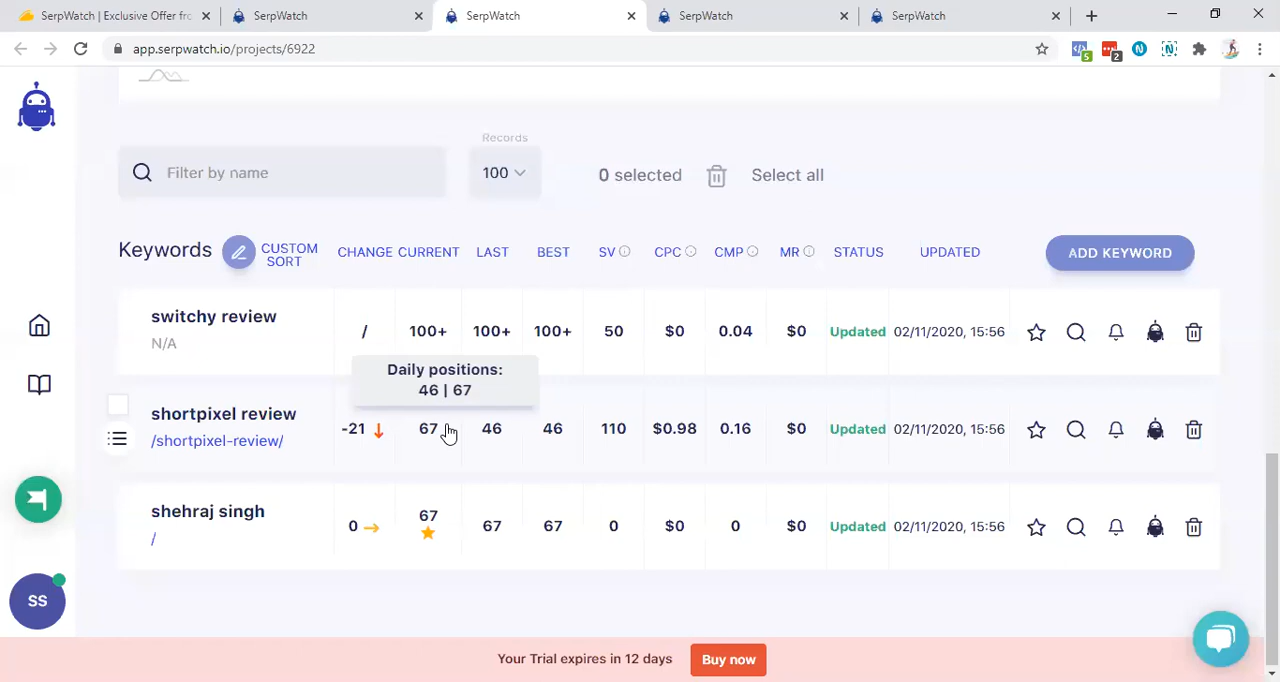 SerpWatch | Exclusive Offer fro
SerpWatch
SerpWatch
SerpWatch
SerpWatch
app.serpwatch.io/projects/6922
5
2
Records
Filter by name
100
0 selected
Select all
Keywords
CUSTOM
SORT
CHANGE CURRENT LAST BEST SV CPC CMP MR STATUS UPDATED
ADD KEYWORD
switchy review
N/A
/ 100+ 100+ 100+ 50 $0 0.04 $0 Updated 02/11/2020, 15:56
Daily positions:
46 | 67
shortpixel review
/shortpixel-review/
-21 67 46 46 110 $0.98 0.16 $0 Updated 02/11/2020, 15:56
shehraj singh
/
0 67 67 67 0 $0 0 $0 Updated 02/11/2020, 15:56
SS
Your Trial expires in 12 days
Buy now